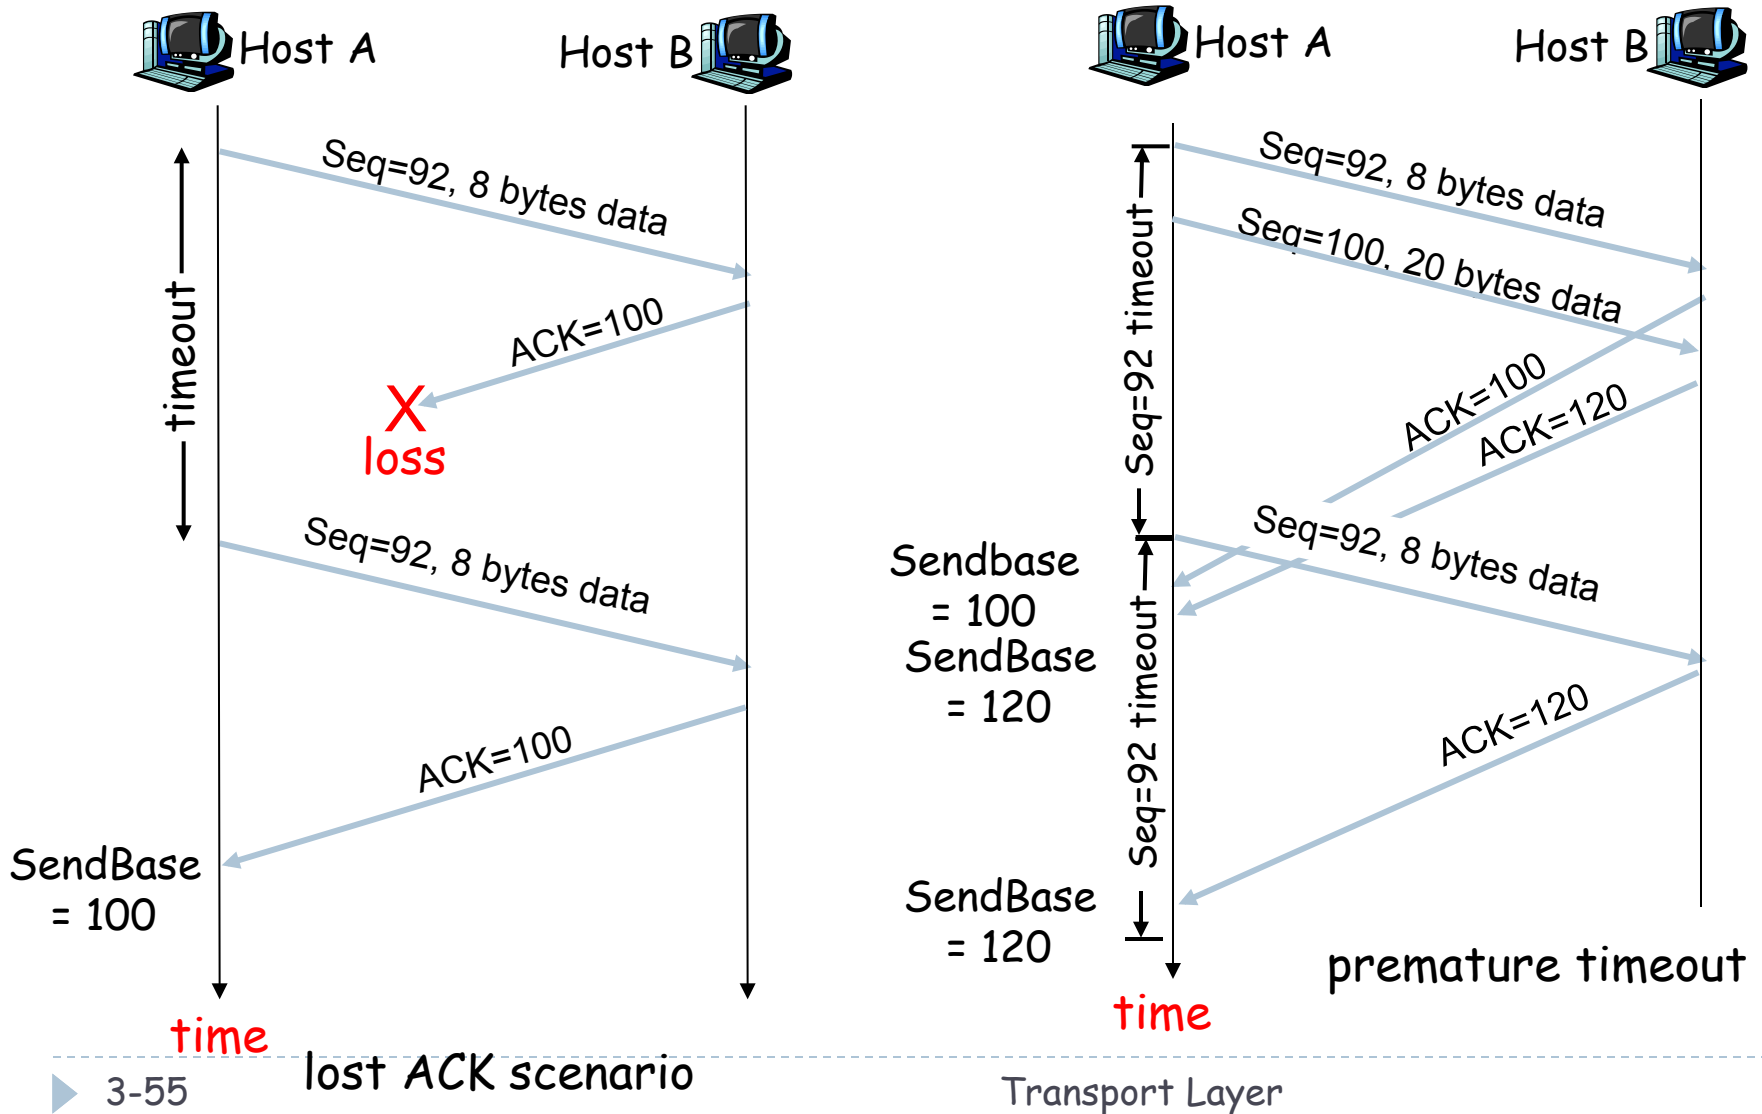 Host A
Host B
Seq=92, 8 bytes data
timeout
ACK=100
X
loss
Seq=92, 8 bytes data
ACK=100
SendBase
= 100
time
lost ACK scenario
Host A
Host B
Seq=92, 8 bytes data
Seq=100, 20 bytes data
Seq=92 timeout
ACK=100
ACK=120
Seq=92, 8 bytes data
Sendbase
= 100
SendBase
= 120
Seq=92 timeout
ACK=120
SendBase
= 120
premature timeout
time
3-55
Transport Layer